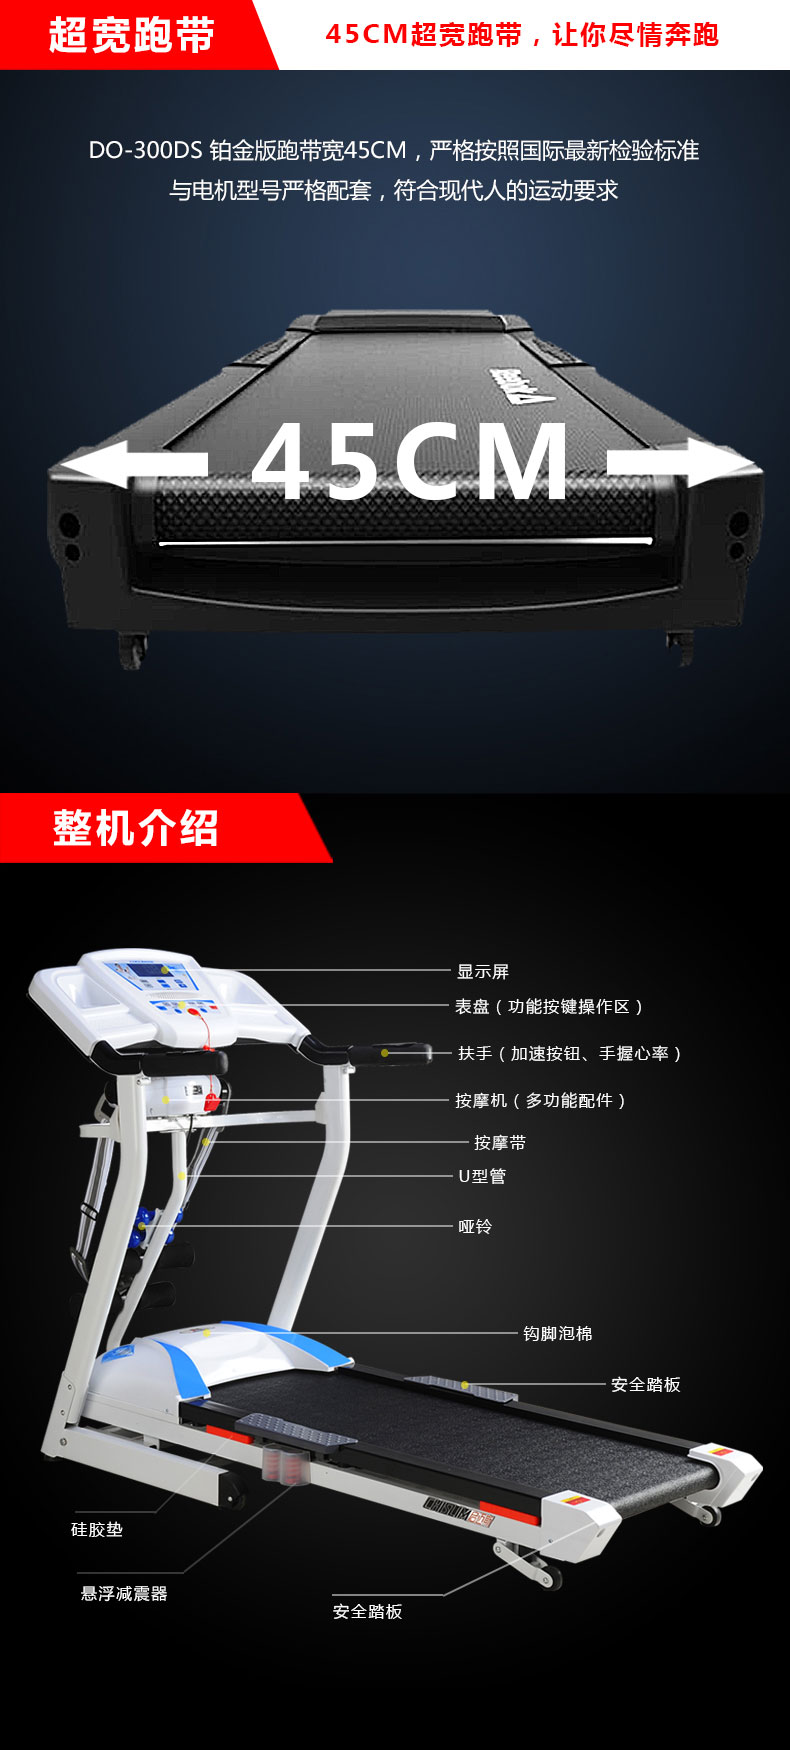 超宽跑带
45CM超宽跑带，让你尽情奔跑
DO-300DS 铂金版跑带宽45CM，严格按照国际最新检验标准
与电机型号严格配套，符合现代人的运动要求
45CM
整机介绍
显示屏
表盘（功能按键操作区）
扶手（加速按钮、手握心率）
按摩机（多功能配件）
按摩带
U型管
哑铃
钩脚泡棉
安全踏板
硅胶垫
悬浮减震器
安全踏板